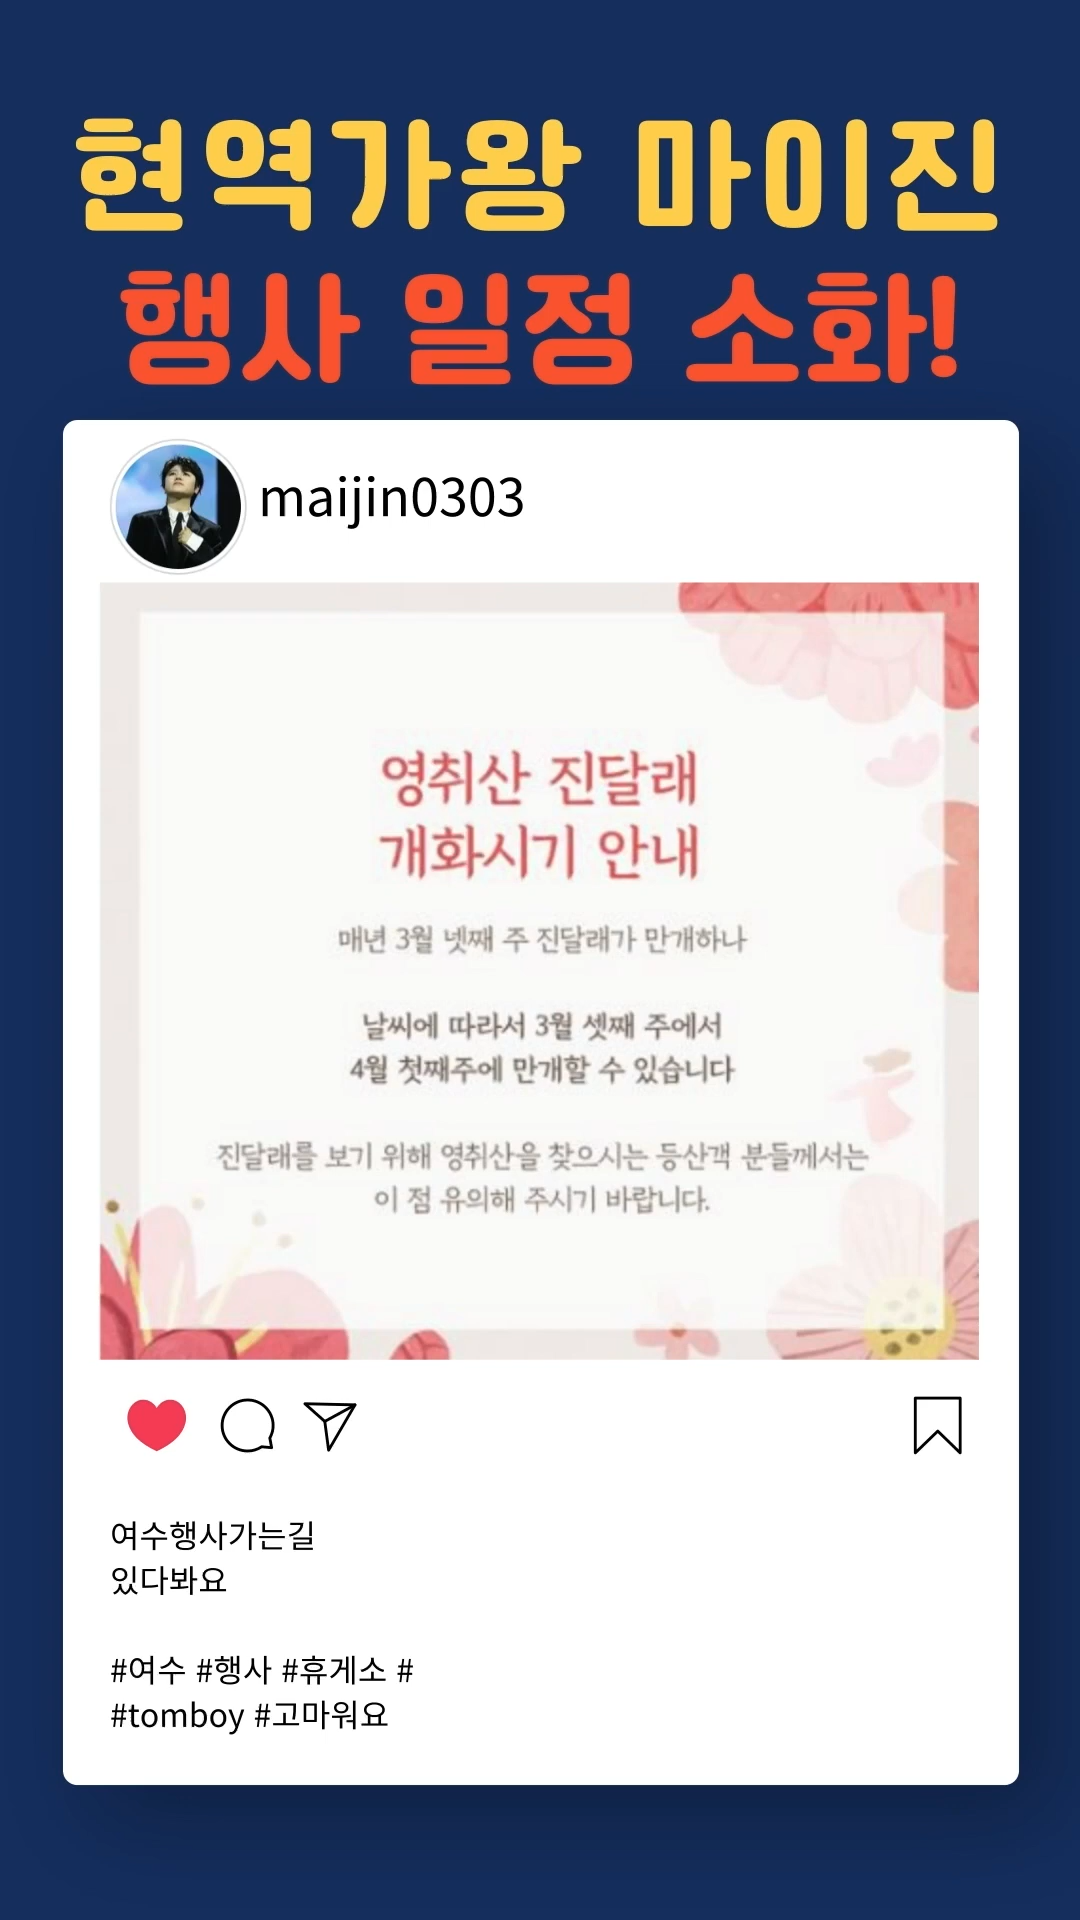 현역가왕 마이진
행사 일정 소화!
maijin0303
영취산 진달래
개화시기 안내
매년 3월 넷째 주 진달래가 만개하나
날씨에 따라서 3월 셋째 주에서
4월 첫째주에 만개할 수 있습니다
진달래를 보기 위해 영취산을 찾으시는 등산객 분들께서는
이 점 유의해 주시기 바랍니다.
여수행사가는길
있다봐요
#여수 #행사 #휴게소 #
#tomboy #고마워요